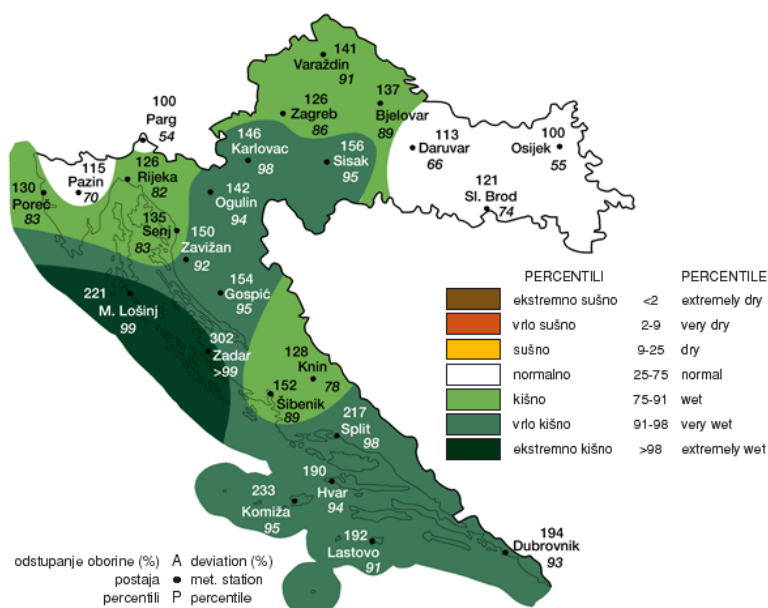 141
Varaždin
91
126
Zagreb
86
137
Bjelovar
89
100
Parg
54
146
Karlovac
98
156
Sisak
95
113
Daruvar
66
100
Osijek
55
121
Sl. Brod
74
130
Poreč
83
115
Pazin
70
126
Rijeka
82
142
Ogulin
94
135
Senj
83
150
Zavižan
92
154
Gospić
95
221
M. Lošinj
99
302
Zadar
>99
128
Knin
78
152
Šibenik
89
217
Split
98
190
Hvar
94
233
Komiža
95
192
Lastovo
91
194
Dubrovnik
93
PERCENTILI PERCENTILE
ekstremno sušno <2 extremely dry
vrlo sušno 2-9 very dry
sušno 9-25 dry
normalno 25-75 normal
kišno 75-91 wet
vrlo kišno 91-98 very wet
ekstremno kišno >98 extremely wet
odstupanje oborine (%) A deviation (%)
postaja met. station
percentili P percentile